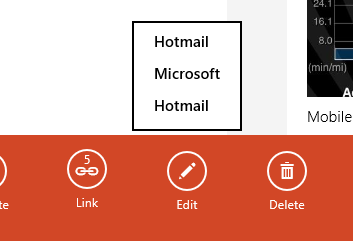 24.1
16.1
8.0
(min/mi)
Hotmail
Microsoft
Hotmail
Mobile
5
Link
Edit
Delete